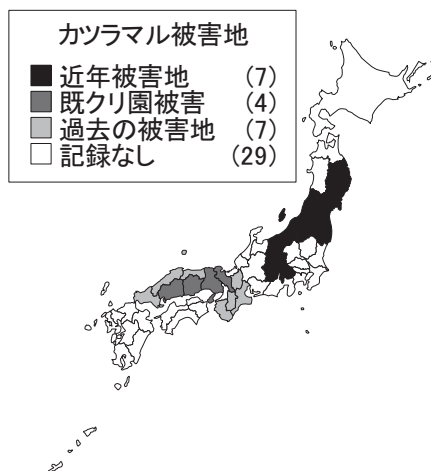 カツラマル被害地
近年被害地 (7)
既クリ園被害 (4)
過去の被害地 (7)
記録なし (29)